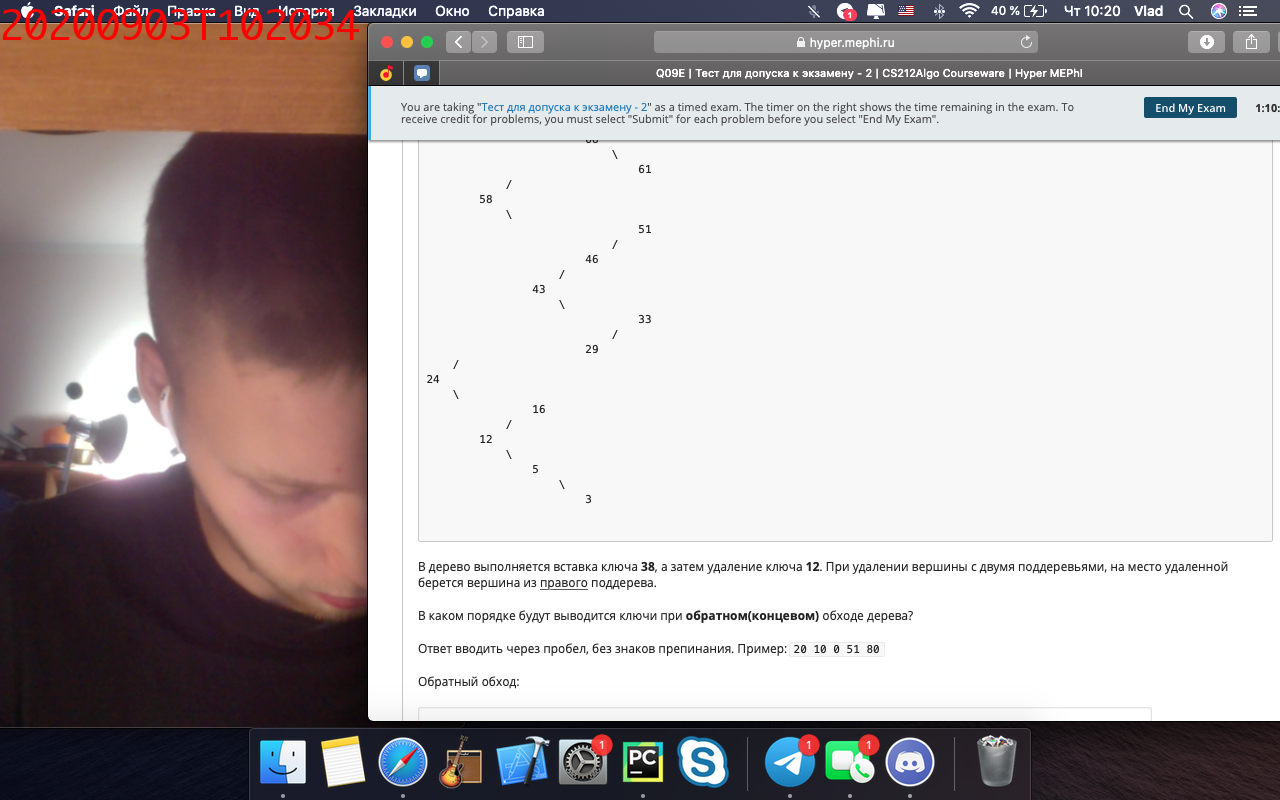 20200903T102034
Safari Файл Правка Вид История Закладки Окно Справка
1
40 % Чт 10:20 Vlad
hyper.mephi.ru
Q09E | Тест для допуска к экзамену - 2 | CS212Algo Courseware | Hyper MEPhI
You are taking "Тест для допуска к экзамену - 2" as a timed exam. The timer on the right shows the time remaining in the exam. To
receive credit for problems, you must select "Submit" for each problem before you select "End My Exam".
End My Exam
1:10:
\
61
/
58
\
51
/
46
/
43
\
33
/
29
/
24
\
16
/
12
\
5
\
3
В дерево выполняется вставка ключа 38, а затем удаление ключа 12. При удалении вершины с двумя поддеревьями, на место удаленной
берется вершина из правого поддерева.
В каком порядке будут выводится ключи при обратном(концевом) обходе дерева?
Ответ вводить через пробел, без знаков препинания. Пример: 20 10 0 51 80
Обратный обход:
1
PC
1
1